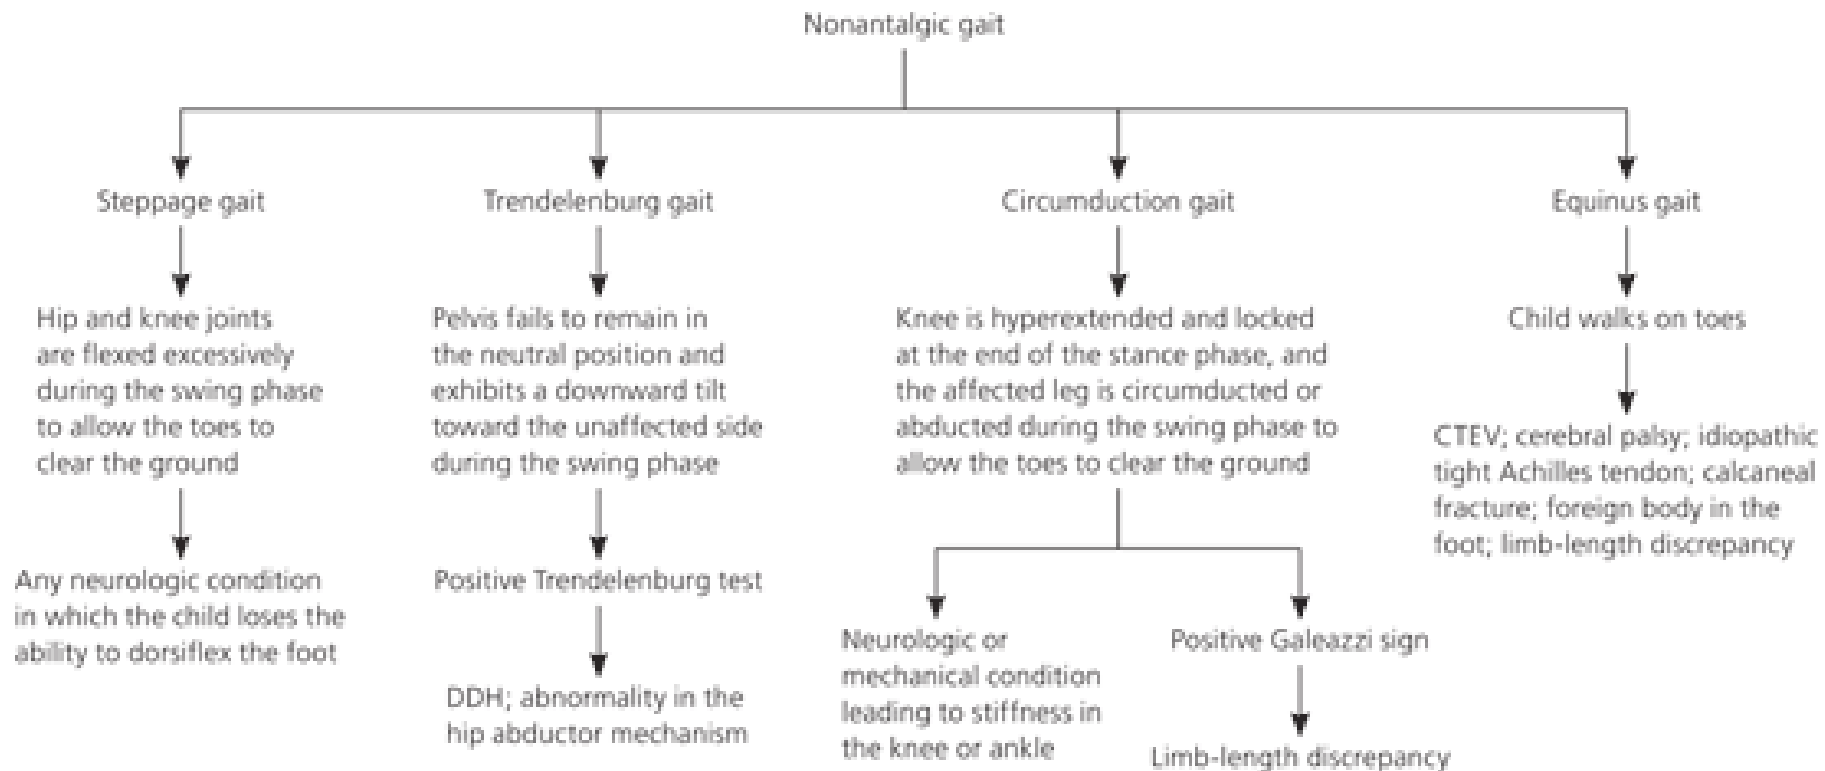 Nonantalgic gait
Steppage gait
Hip and knee joints
are flexed excessively
during the swing phase
to allow the toes to
clear the ground
Any neurologic condition
in which the child loses the
ability to dorsiflex the foot
Trendelenburg gait
Pelvis fails to remain in
the neutral position and
exhibits a downward tilt
toward the unaffected side
during the swing phase
Positive Trendelenburg test
DDH; abnormality in the
hip abductor mechanism
Circumduction gait
Knee is hyperextended and locked
at the end of the stance phase, and
the affected leg is circumducted or
abducted during the swing phase to
allow the toes to clear the ground
Neurologic or
mechanical condition
leading to stiffness in
the knee or ankle
Positive Galeazzi sign
Limb-length discrepancy
Equinus gait
Child walks on toes
CTEV; cerebral palsy; idiopathic
tight Achilles tendon; calcaneal
fracture; foreign body in the
foot; limb-length discrepancy